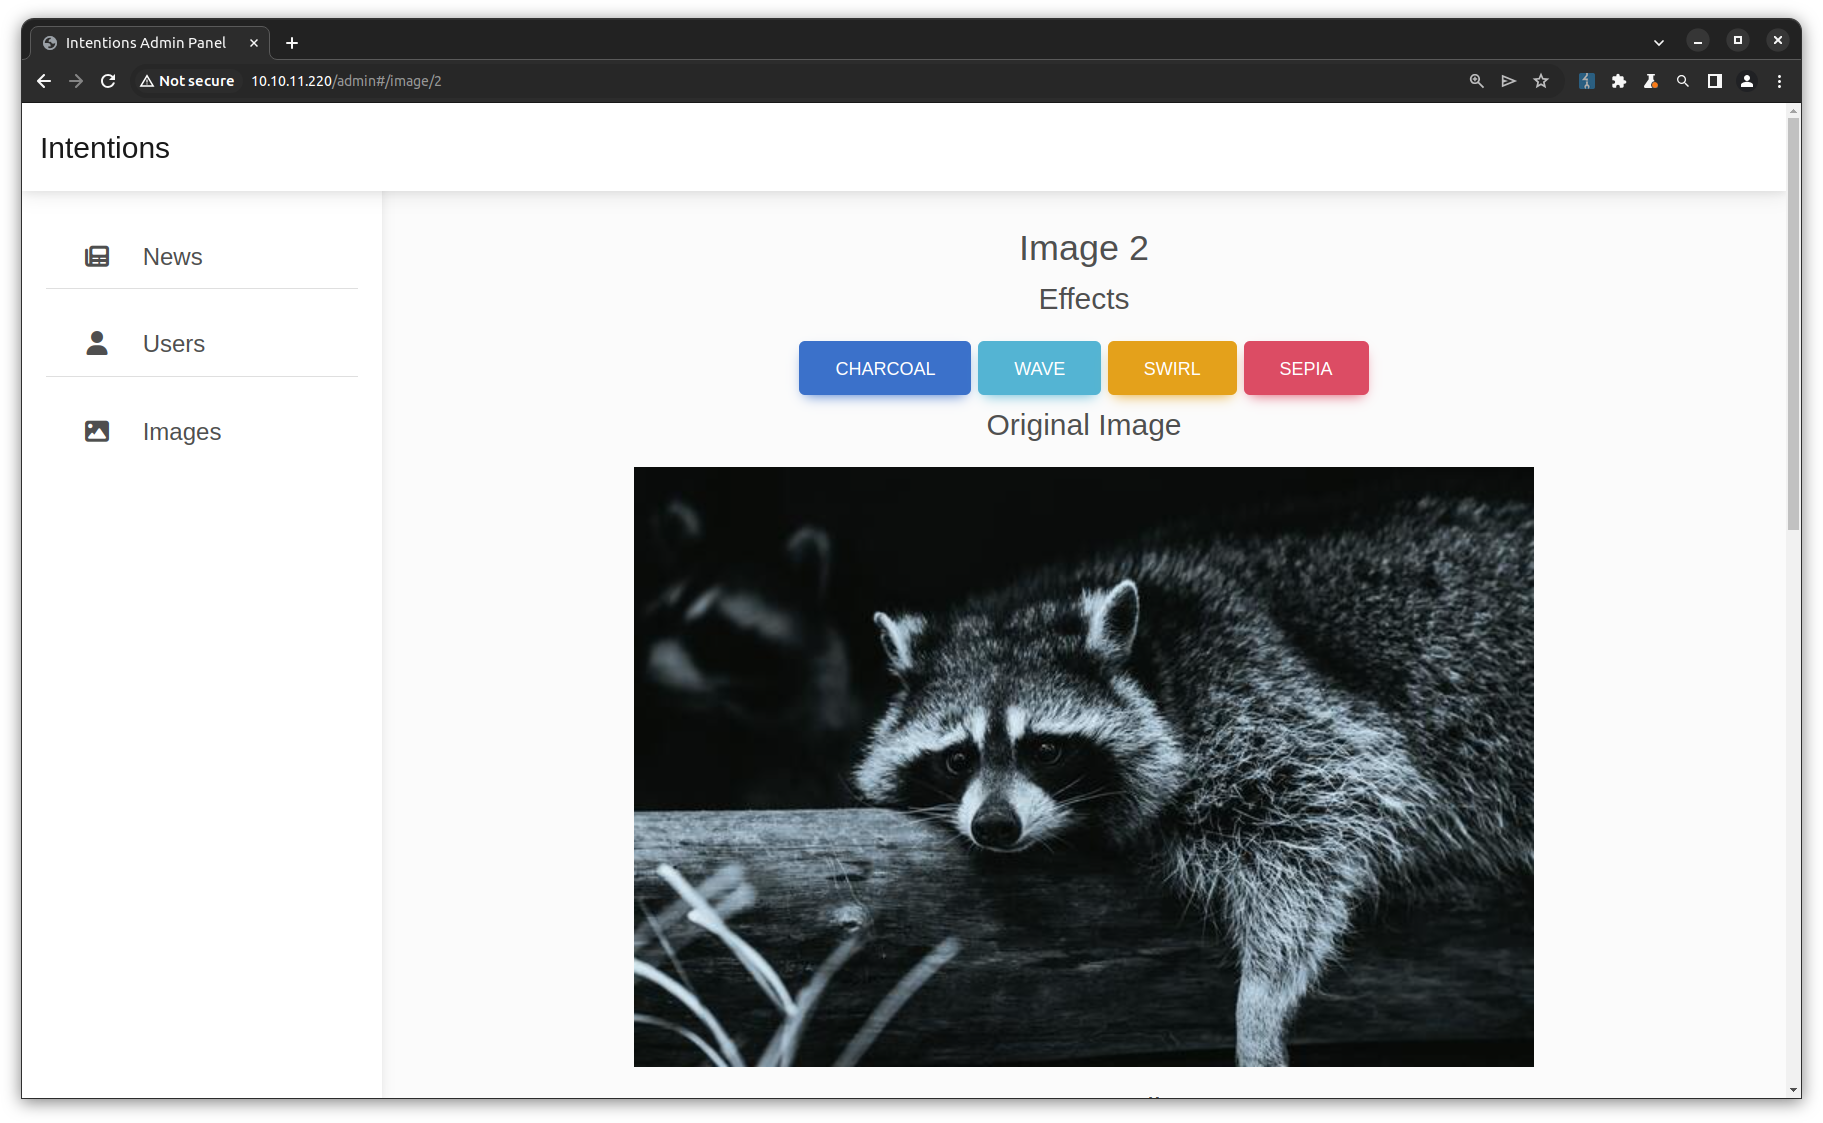 Intentions Admin Panel
Not secure 10.10.11.220/admin#/image/2
Intentions
News
Users
Images
Image 2
Effects
CHARCOAL WAVE SWIRL SEPIA
Original Image